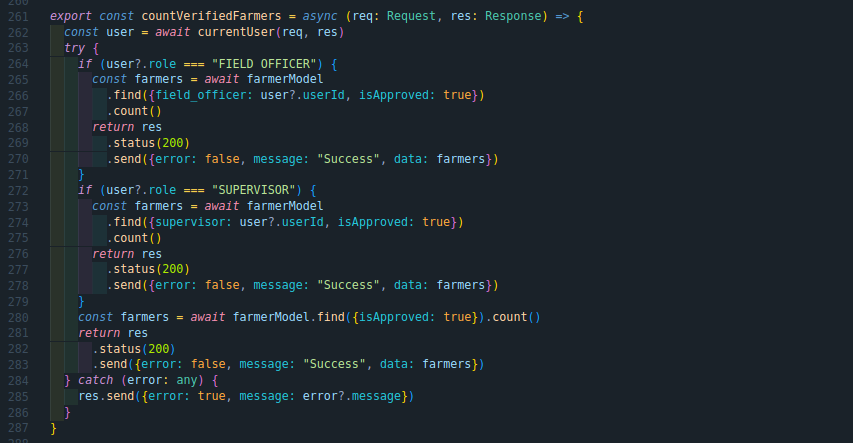 261 export const countVerifiedFarmers = async (req: Request, res: Response) => {
262 const user = await currentUser(req, res)
263 try {
264 if (user?.role === "FIELD OFFICER") {
265 const farmers = await farmerModel
266 .find({field_officer: user?.userId, isApproved: true})
267 .count()
268 return res
269 .status(200)
270 .send({error: false, message: "Success", data: farmers})
271 }
272 if (user?.role === "SUPERVISOR") {
273 const farmers = await farmerModel
274 .find({supervisor: user?.userId, isApproved: true})
275 .count()
276 return res
277 .status(200)
278 .send({error: false, message: "Success", data: farmers})
279 }
280 const farmers = await farmerModel.find({isApproved: true}).count()
281 return res
282 .status(200)
283 .send({error: false, message: "Success", data: farmers})
284 } catch (error: any) {
285 res.send({error: true, message: error?.message})
286 }
287 }